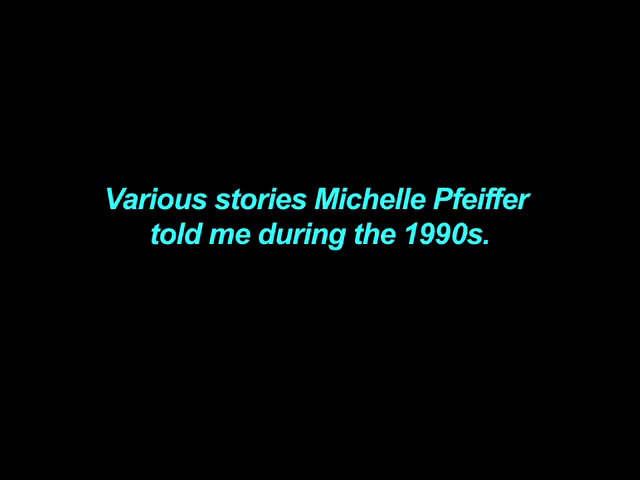 Various stories Michelle Pfeiffer
told me during the 1990s.